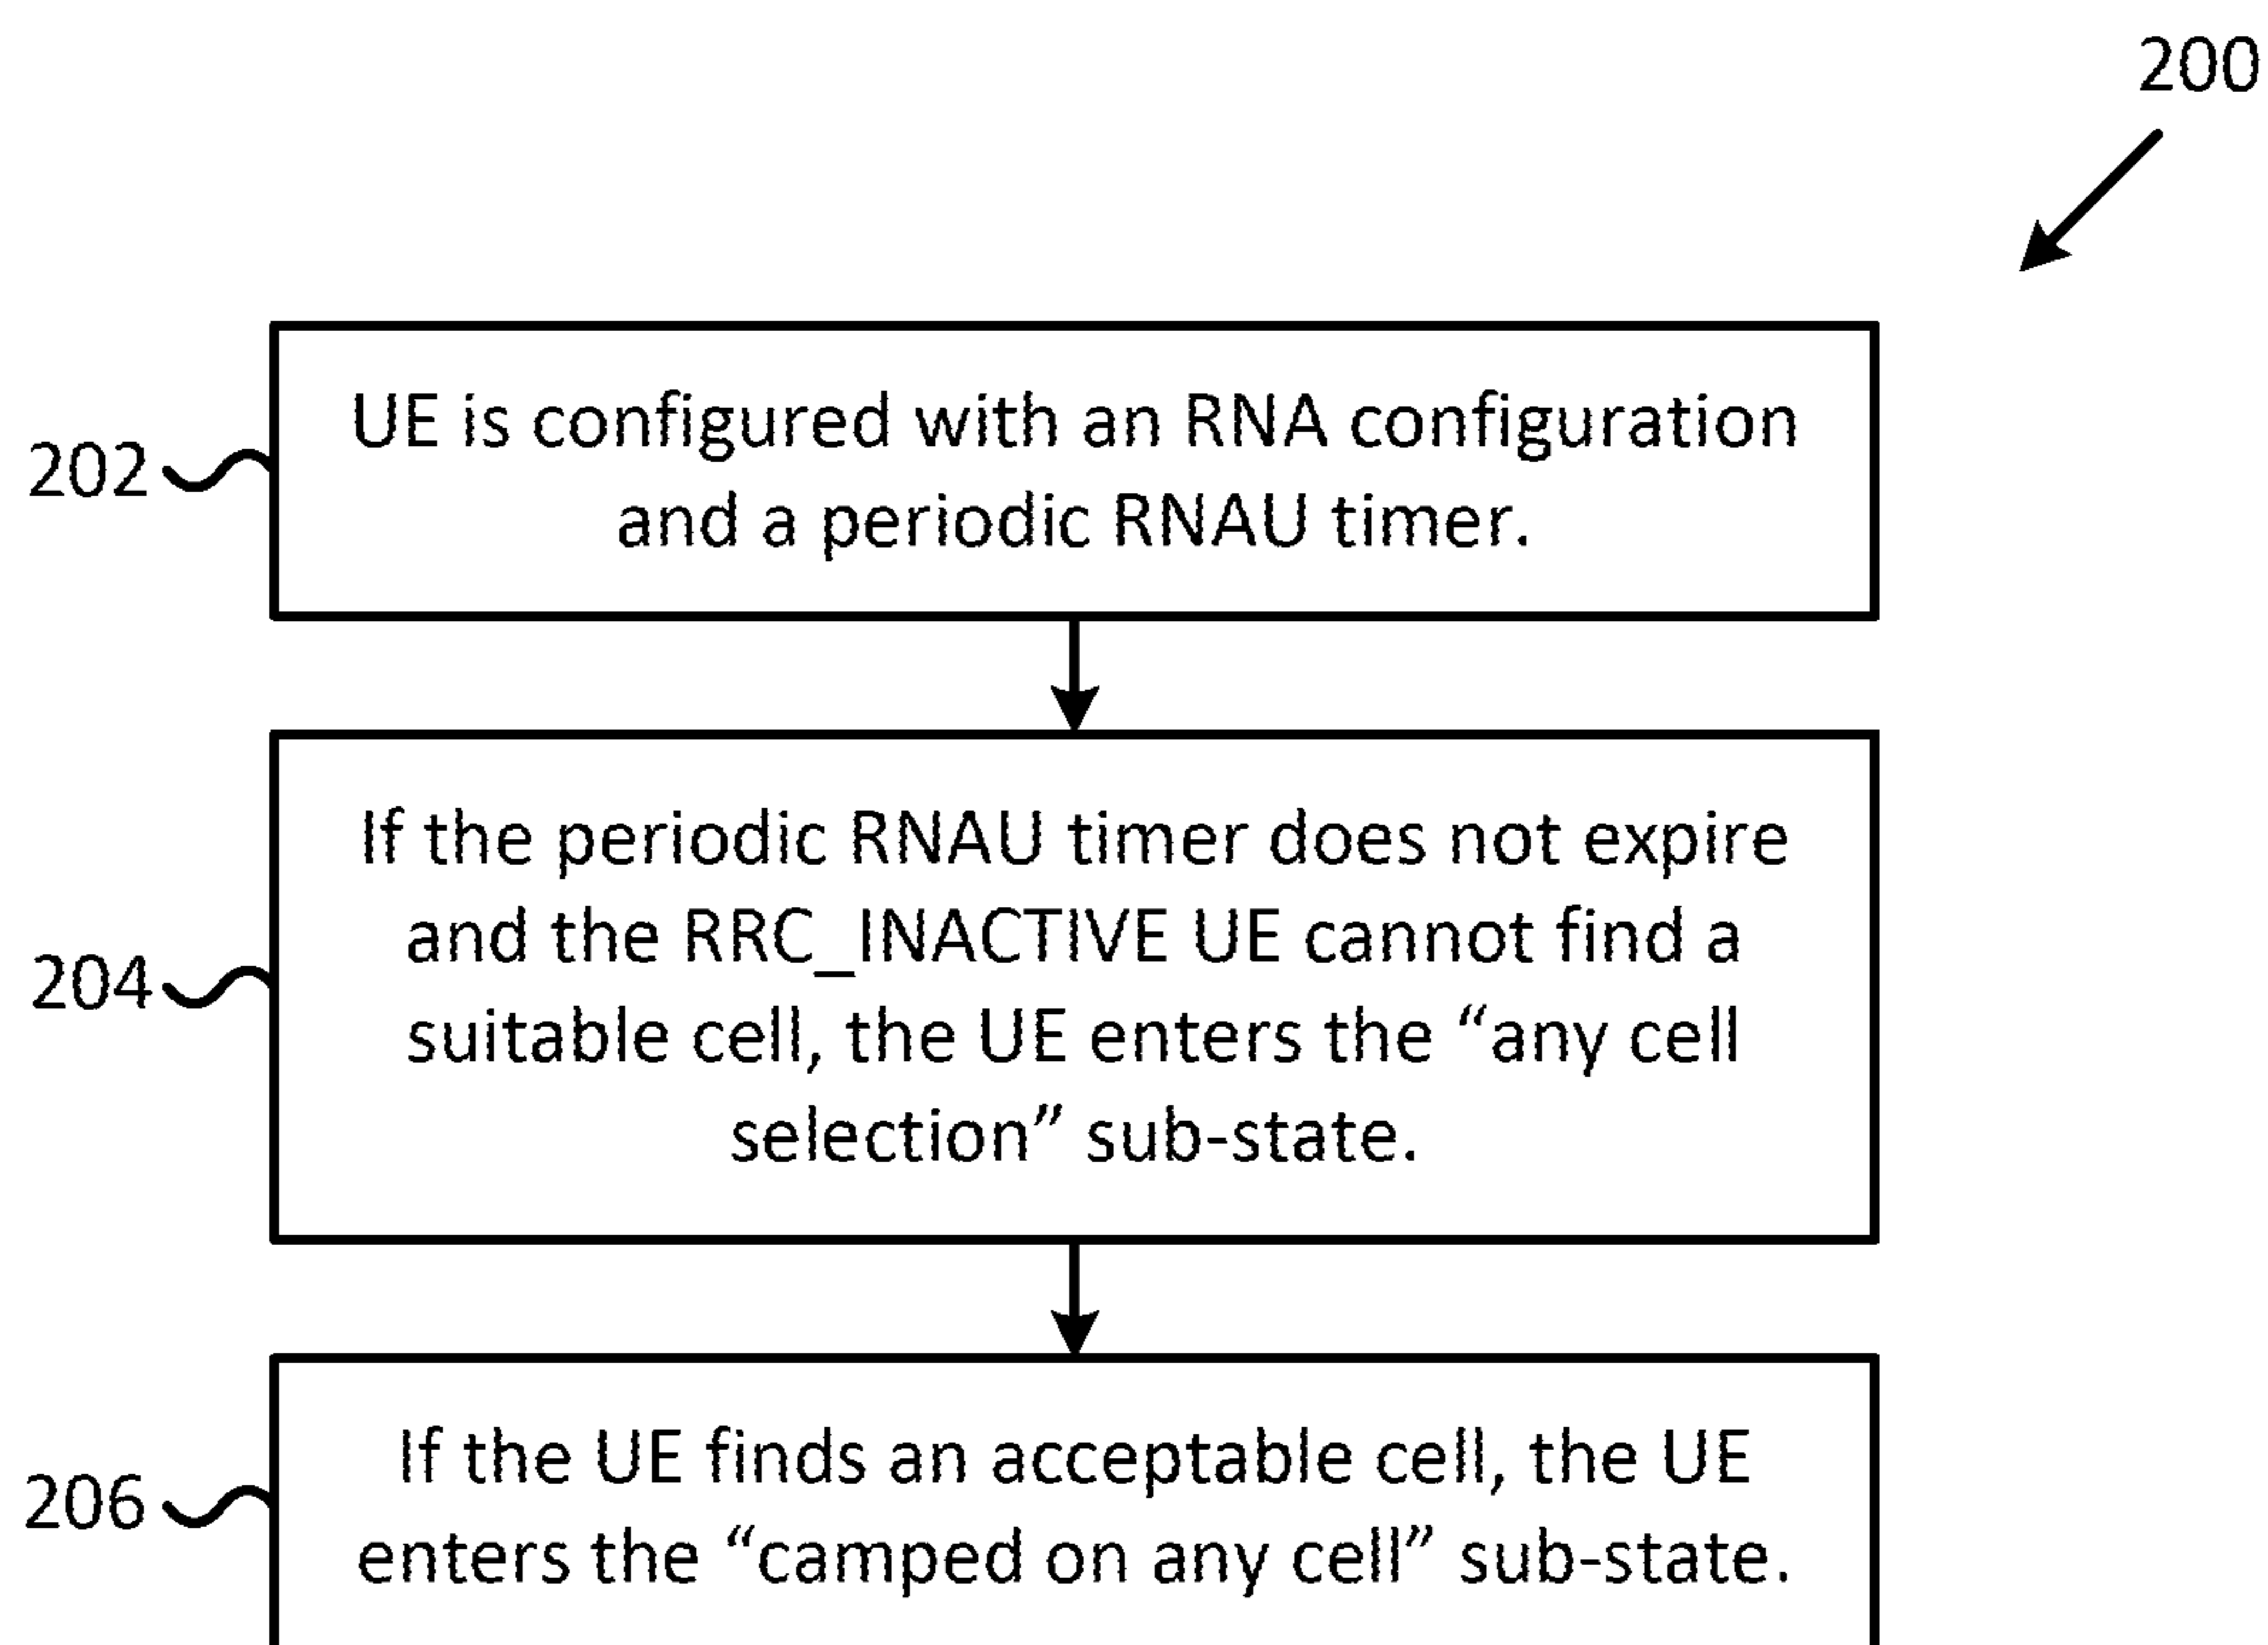 200
202
UE is configured with an RNA configuration
and a periodic RNAU timer.
204
If the periodic RNAU timer does not expire
and the RRC_INACTIVE UE cannot find a
suitable cell, the UE enters the “any cell
selection” sub-state.
206
If the UE finds an acceptable cell, the UE
enters the “camped on any cell” sub-state.